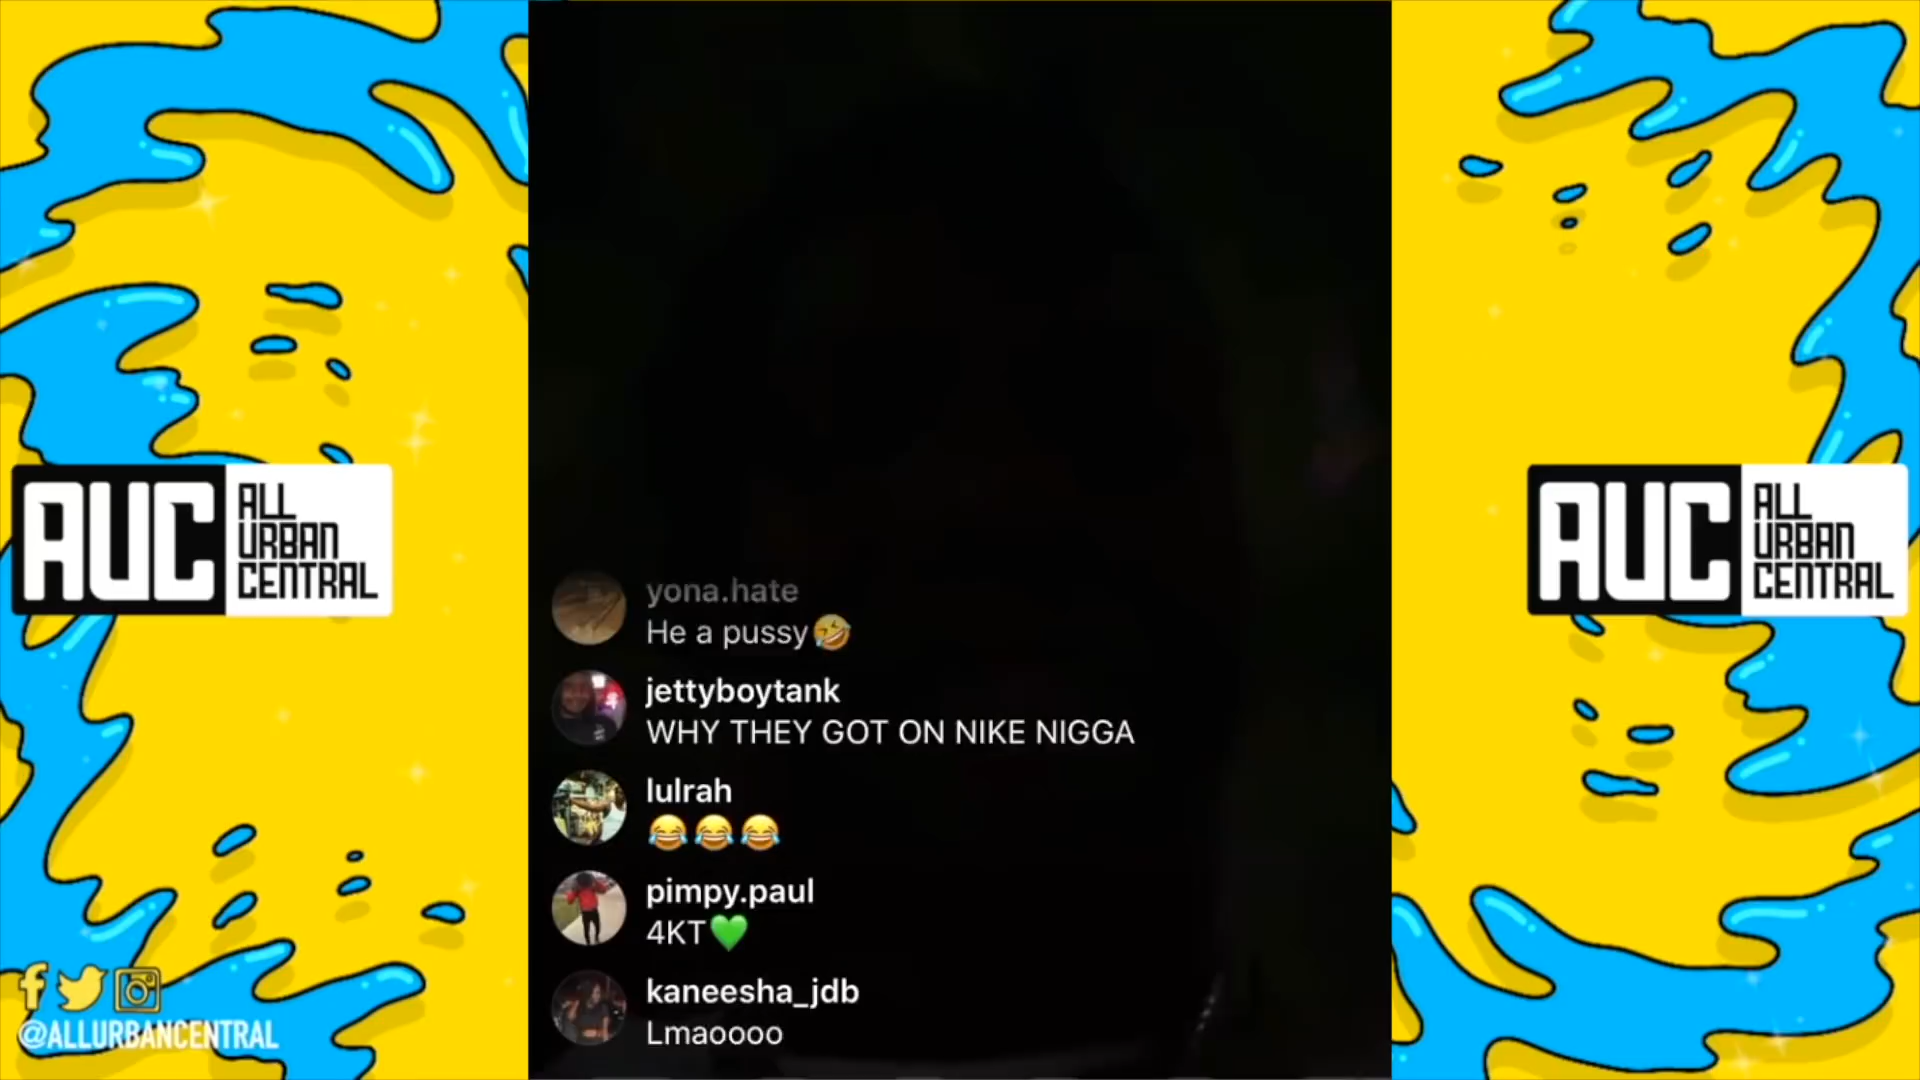 yona.hate
He a pussy🤣
jettyboytank
WHY THEY GOT ON NIKE NIGGA
lulrah
😂😂😂
pimpy.paul
4KT💚
kaneesha_jdb
Lmaoooo
AUC
ALL
URBAN
CENTRAL
@ALLURBANCENTRAL
AUC
ALL
URBAN
CENTRAL